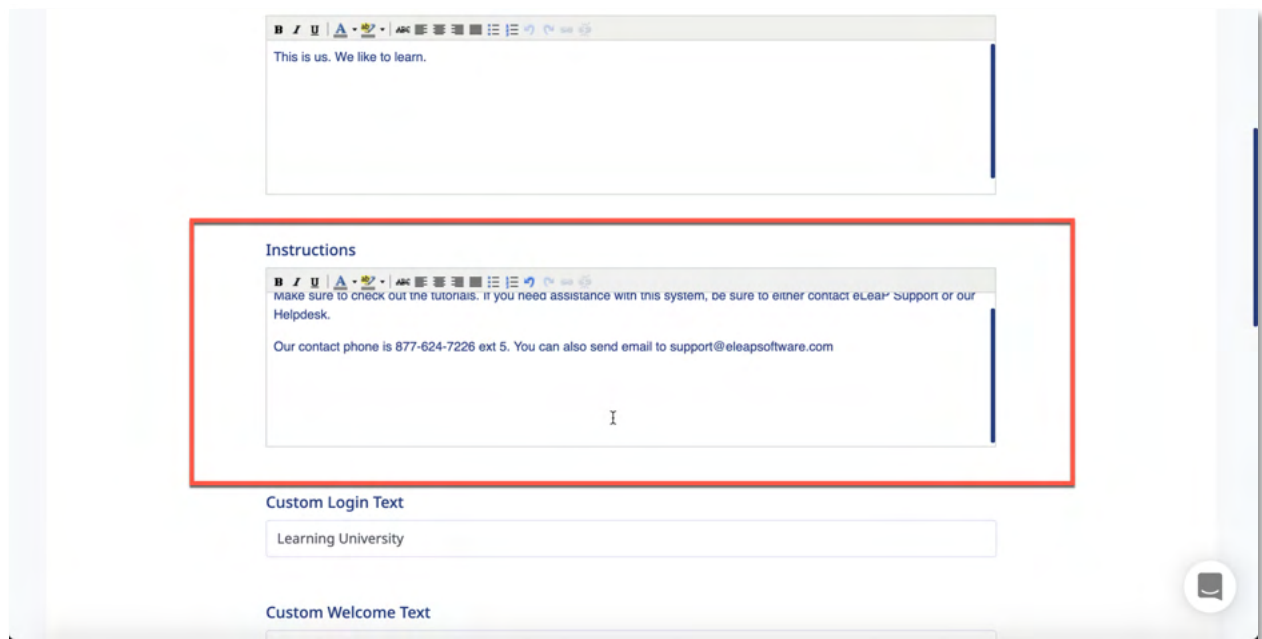 B I U A ABC
This is us. We like to learn.
Instructions
B I U A ABC
Make sure to check out the tutorials. If you need assistance with this system, be sure to either contact eLeaP Support or our
Helpdesk.
Our contact phone is 877-624-7226 ext 5. You can also send email to support@eleapsoftware.com
Custom Login Text
Learning University
Custom Welcome Text